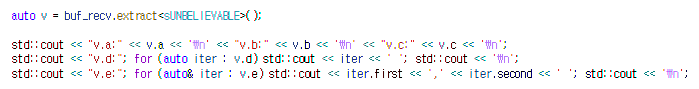 auto v = buf_recv.extract<sUNBELIEVABLE>();
std::cout << "v.a:" << v.a << '₩n' << "v.b:" << v.b << '₩n' << "v.c:" << v.c << '₩n';
std::cout << "v.d:"; for (auto iter : v.d) std::cout << iter << ' '; std::cout << '₩n';
std::cout << "v.e:"; for (auto& iter : v.e) std::cout << iter.first << ',' << iter.second << ' '; std::cout << '₩n';